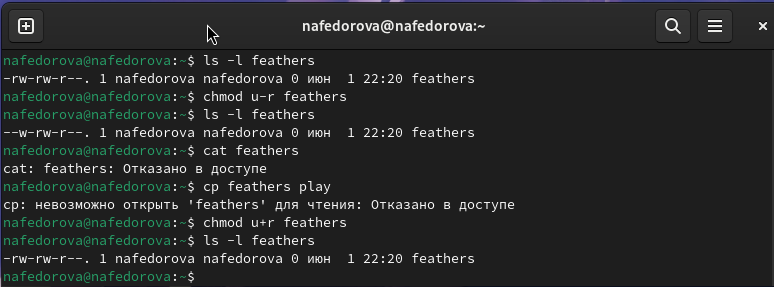 nafedorova@nafedorova:~
nafedorova@nafedorova:~$ ls -l feathers
-rw-rw-r--. 1 nafedorova nafedorova 0 июн  1 22:20 feathers
nafedorova@nafedorova:~$ chmod u-r feathers
nafedorova@nafedorova:~$ ls -l feathers
--w-rw-r--. 1 nafedorova nafedorova 0 июн  1 22:20 feathers
nafedorova@nafedorova:~$ cat feathers
cat: feathers: Отказано в доступе
nafedorova@nafedorova:~$ cp feathers play
cp: невозможно открыть 'feathers' для чтения: Отказано в доступе
nafedorova@nafedorova:~$ chmod u+r feathers
nafedorova@nafedorova:~$ ls -l feathers
-rw-rw-r--. 1 nafedorova nafedorova 0 июн  1 22:20 feathers
nafedorova@nafedorova:~$